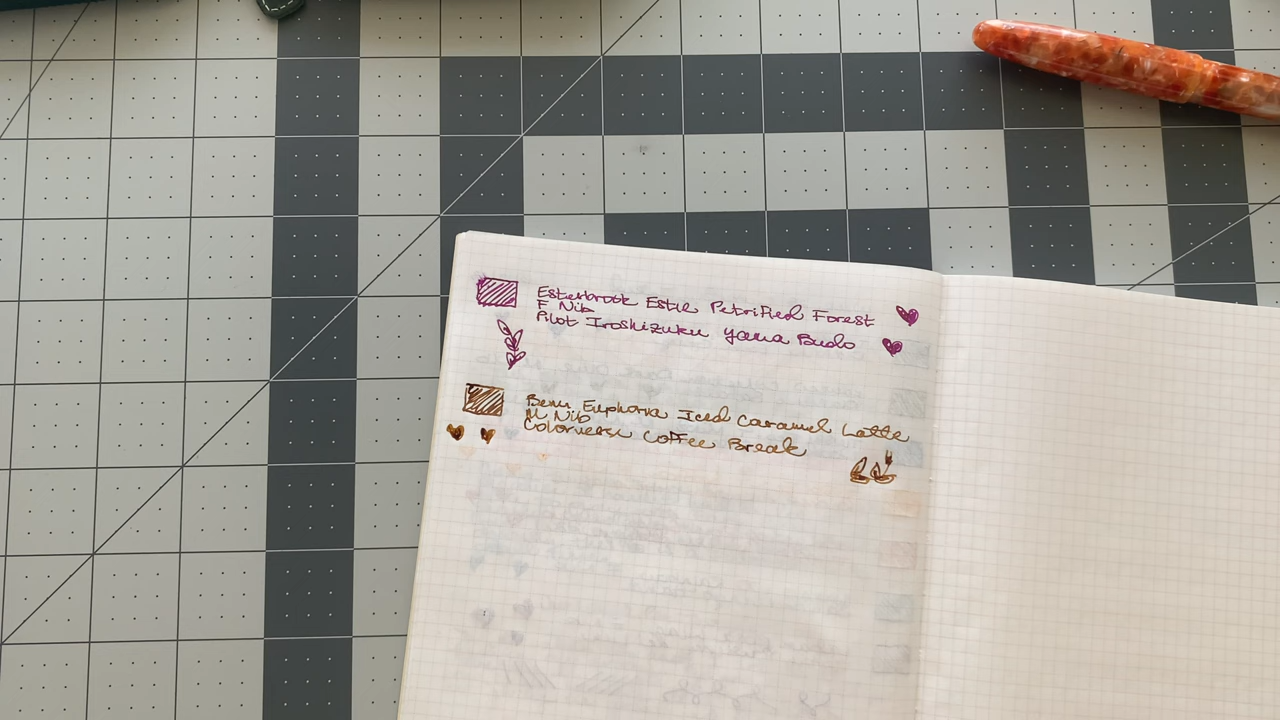 Esterbrook Estie Petrified Forest
F Nib
Pilot Iroshizuku Yama Budo
Benu Euphoria Iced Caramel Latte
M Nib
Colorverse Coffee Break